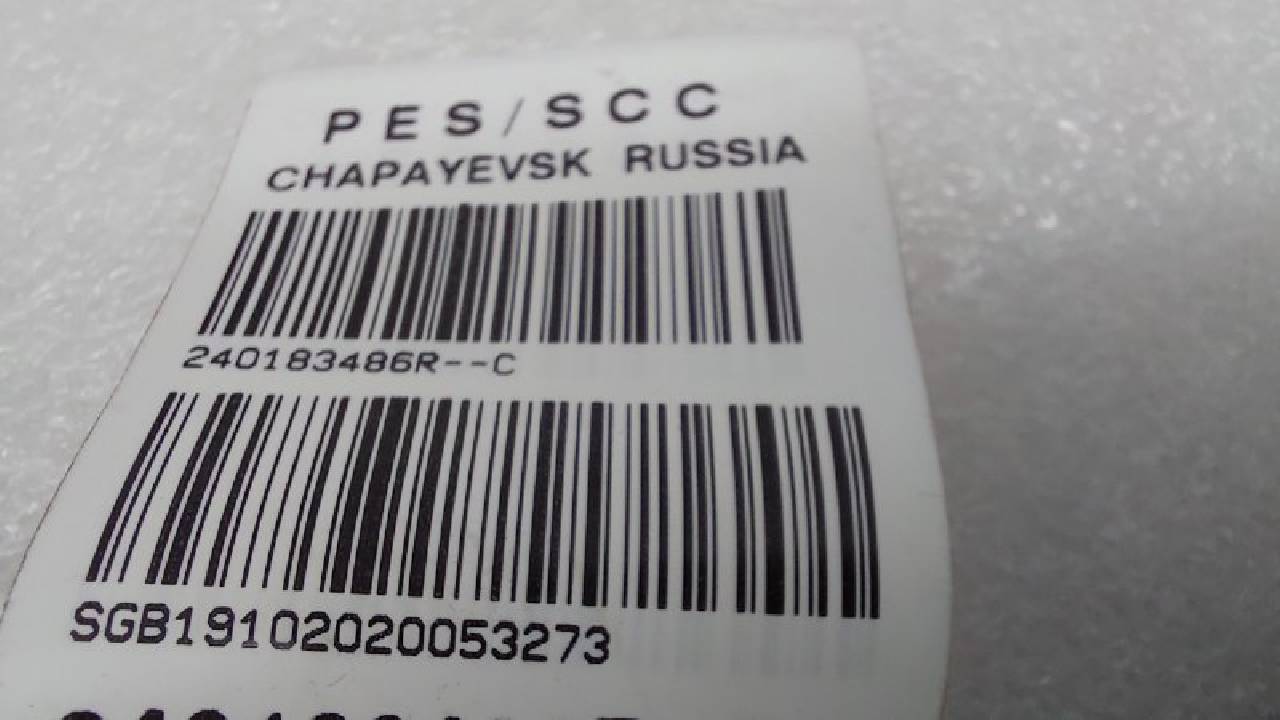 PES/SCC
CHAPAYEVSK RUSSIA
240183486R--C
SGB19102020053273